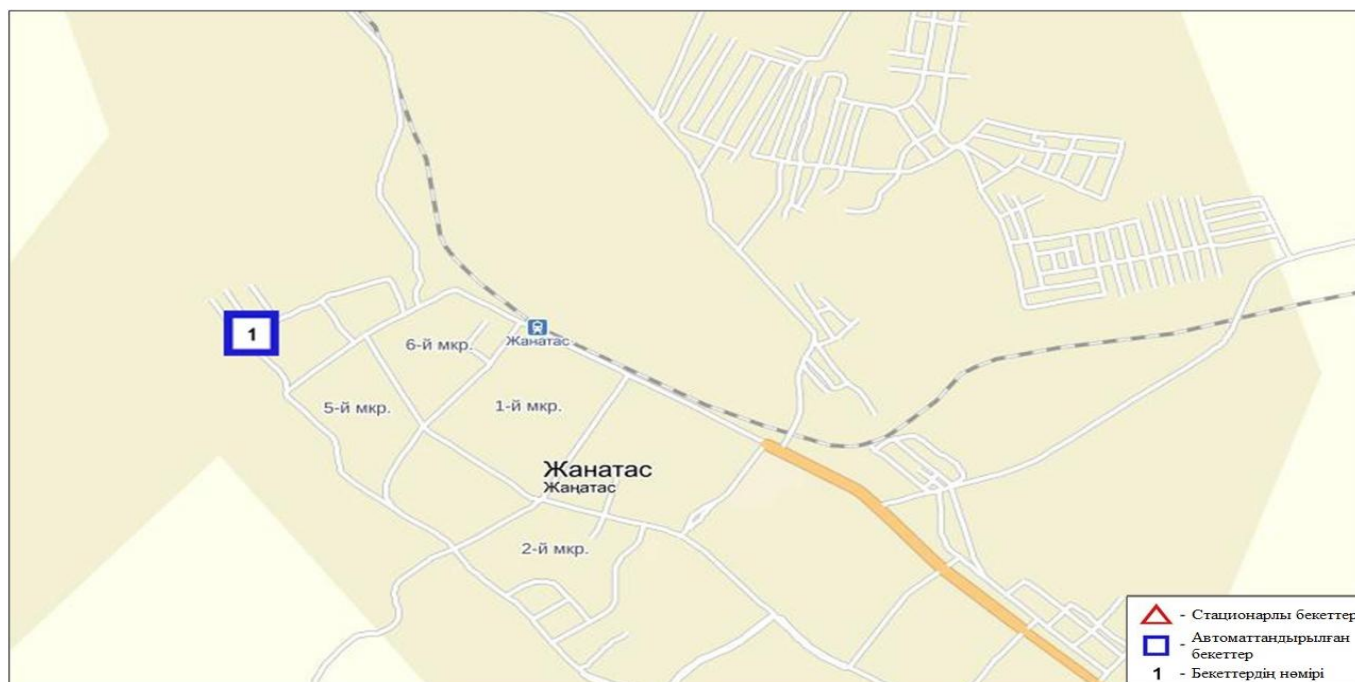 1
6-й мкр.
Жанатас
5-й мкр.
1-й мкр.
Жанатас
Жаңатас
2-й мкр.
- Стационарлы бекеттер
- Автоматтандырылған
бекеттер
1 - Бекеттердің нөмірі